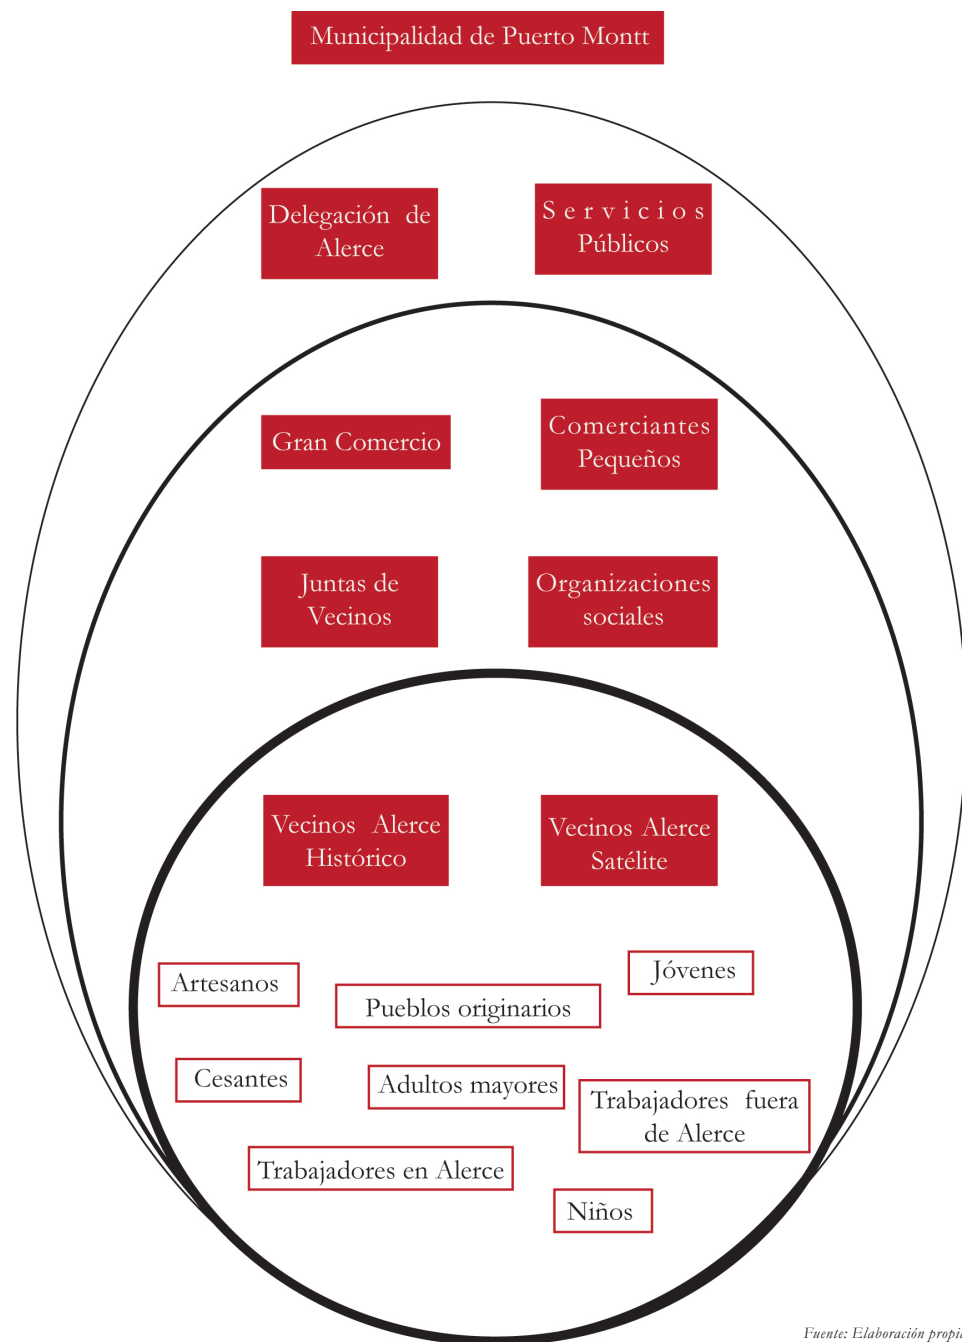 Municipalidad de Puerto Montt
Delegación de
Alerce
Servicios
Públicos
Gran Comercio
Comerciantes
Pequeños
Juntas de
Vecinos
Organizaciones
sociales
Vecinos Alerce
Histórico
Vecinos Alerce
Satélite
Artesanos
Jóvenes
Pueblos originarios
Cesantes
Adultos mayores
Trabajadores fuera
de Alerce
Trabajadores en Alerce
Niños
Fuente: Elaboración